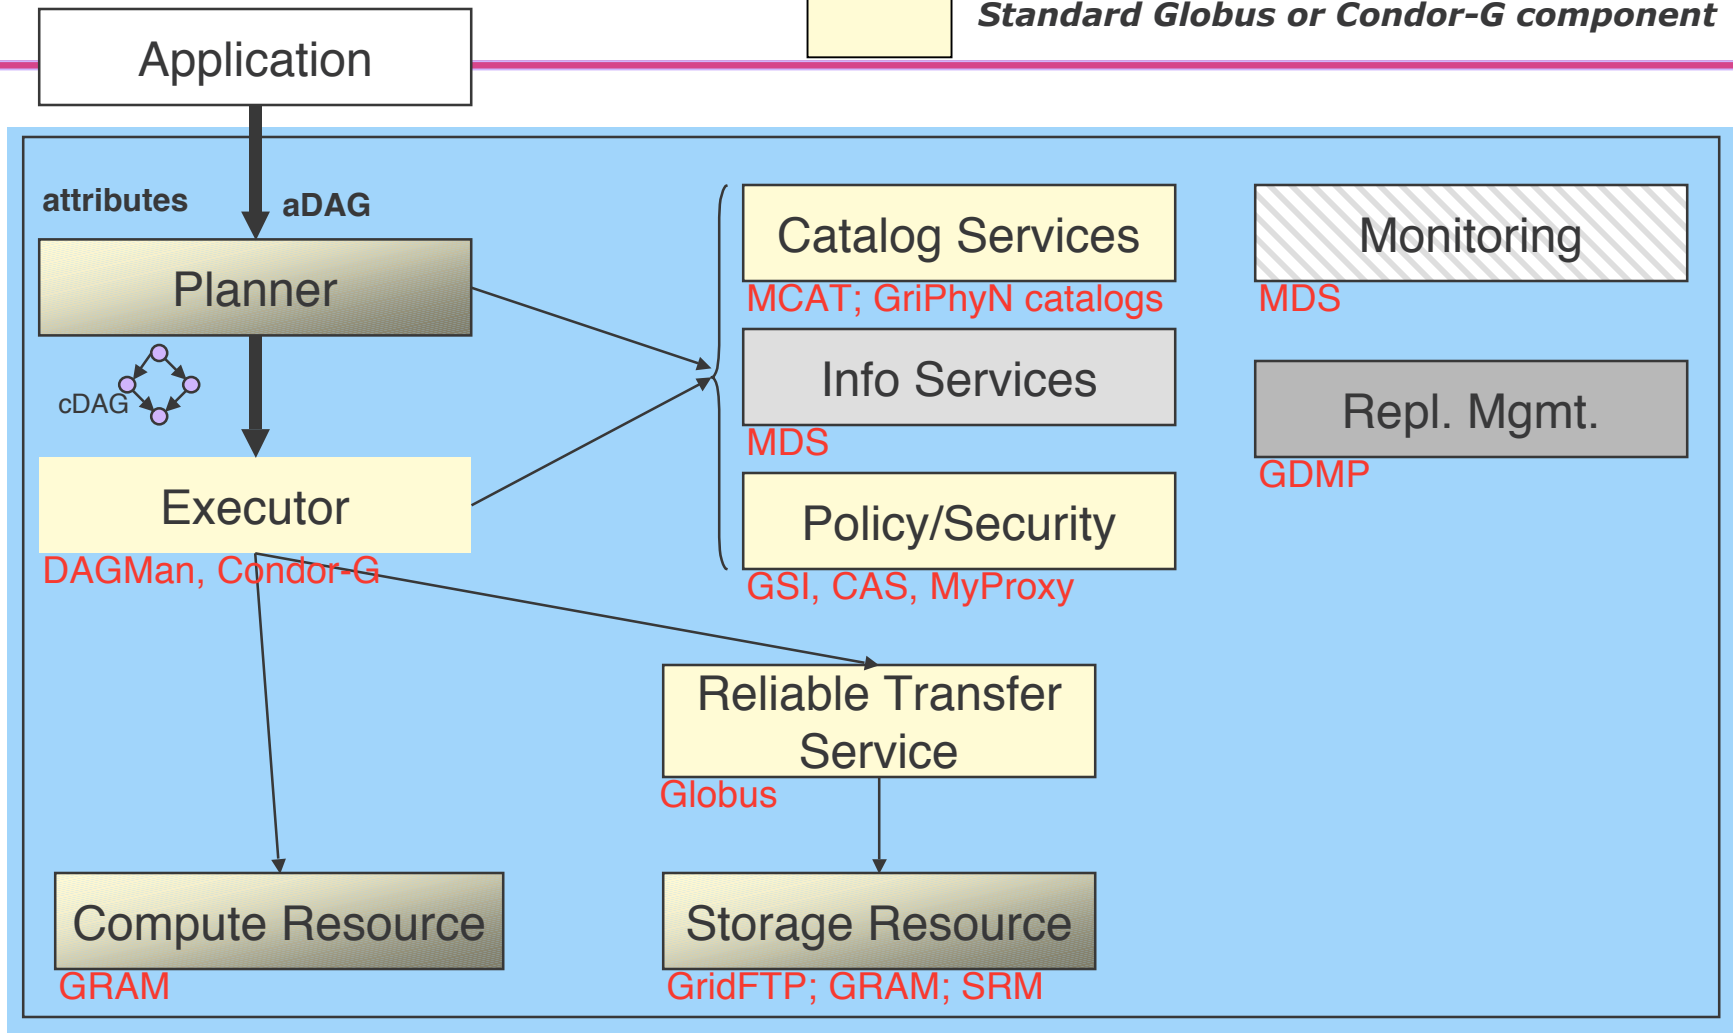 Standard Globus or Condor-G component
Application
attributes
aDAG
Planner
cDAG
Executor
DAGMan, Condor-G
Catalog Services
MCAT; GriPhyN catalogs
Info Services
MDS
Policy/Security
GSI, CAS, MyProxy
Monitoring
MDS
Repl. Mgmt.
GDMP
Reliable Transfer
Service
Globus
Compute Resource
GRAM
Storage Resource
GridFTP; GRAM; SRM